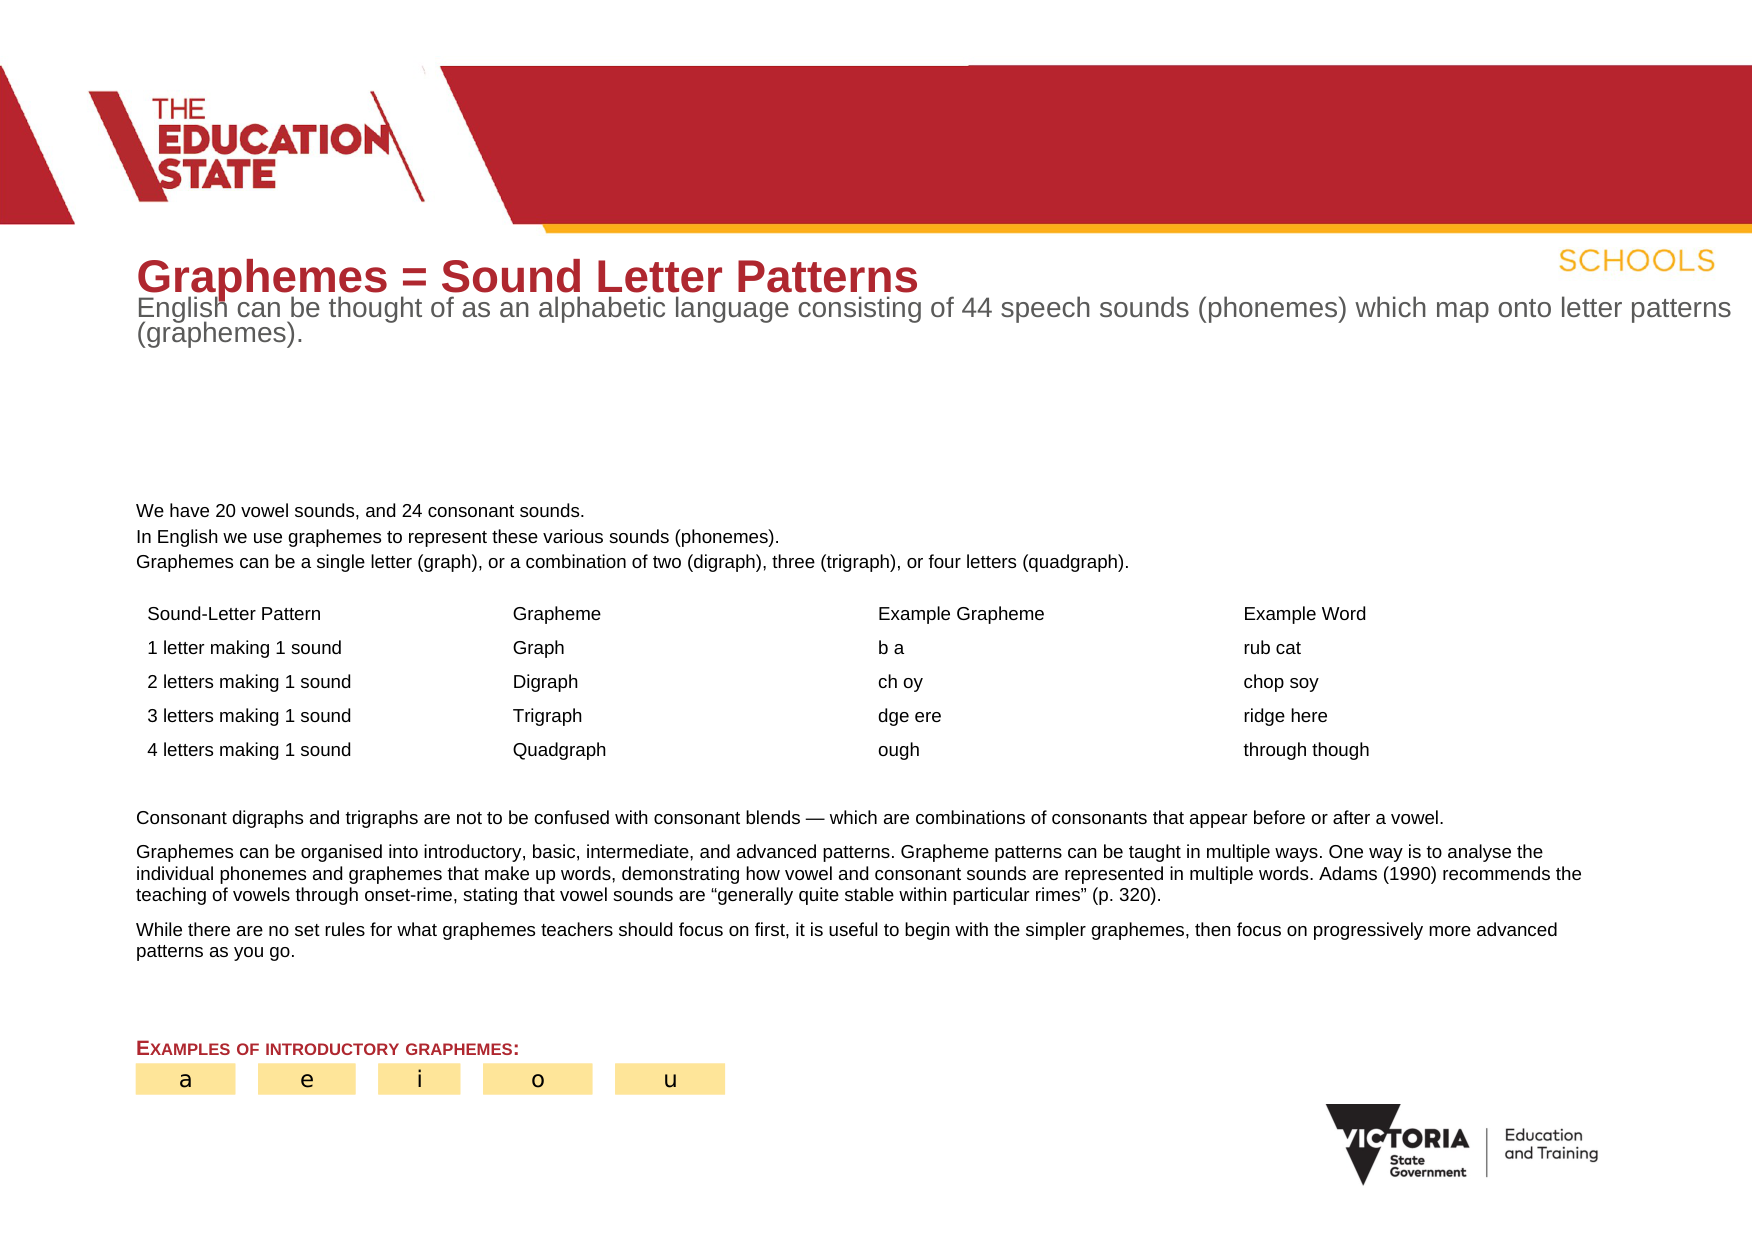 THE
EDUCATION
STATE
SCHOOLS
Graphemes = Sound Letter Patterns
English can be thought of as an alphabetic language consisting of 44 speech sounds (phonemes) which map onto letter patterns
(graphemes).
We have 20 vowel sounds, and 24 consonant sounds.
In English we use graphemes to represent these various sounds (phonemes).
Graphemes can be a single letter (graph), or a combination of two (digraph), three (trigraph), or four letters (quadgraph).
Sound-Letter Pattern Grapheme Example Grapheme Example Word
1 letter making 1 sound Graph b a rub cat
2 letters making 1 sound Digraph ch oy chop soy
3 letters making 1 sound Trigraph dge ere ridge here
4 letters making 1 sound Quadgraph ough through though
Consonant digraphs and trigraphs are not to be confused with consonant blends — which are combinations of consonants that appear before or after a vowel.
Graphemes can be organised into introductory, basic, intermediate, and advanced patterns. Grapheme patterns can be taught in multiple ways. One way is to analyse the
individual phonemes and graphemes that make up words, demonstrating how vowel and consonant sounds are represented in multiple words. Adams (1990) recommends the
teaching of vowels through onset-rime, stating that vowel sounds are “generally quite stable within particular rimes” (p. 320).
While there are no set rules for what graphemes teachers should focus on first, it is useful to begin with the simpler graphemes, then focus on progressively more advanced
patterns as you go.
EXAMPLES OF INTRODUCTORY GRAPHEMES:
a e i o u
VICTORIA
State
Government
Education
and Training